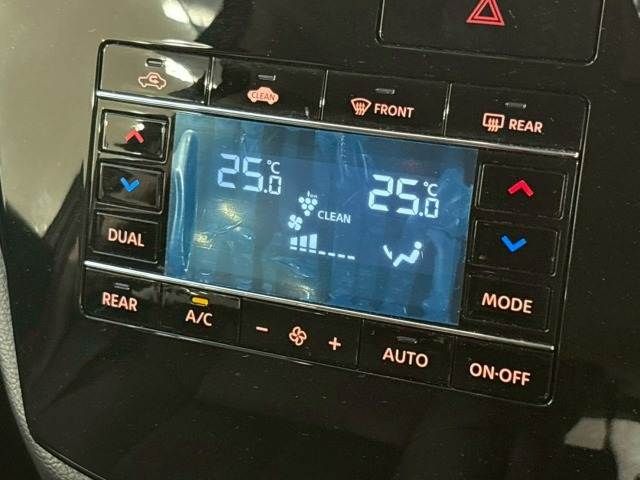 CLEAN
FRONT
REAR
25.0°C
25.0°C
CLEAN
DUAL
MODE
REAR
A/C
− +
AUTO
ON·OFF